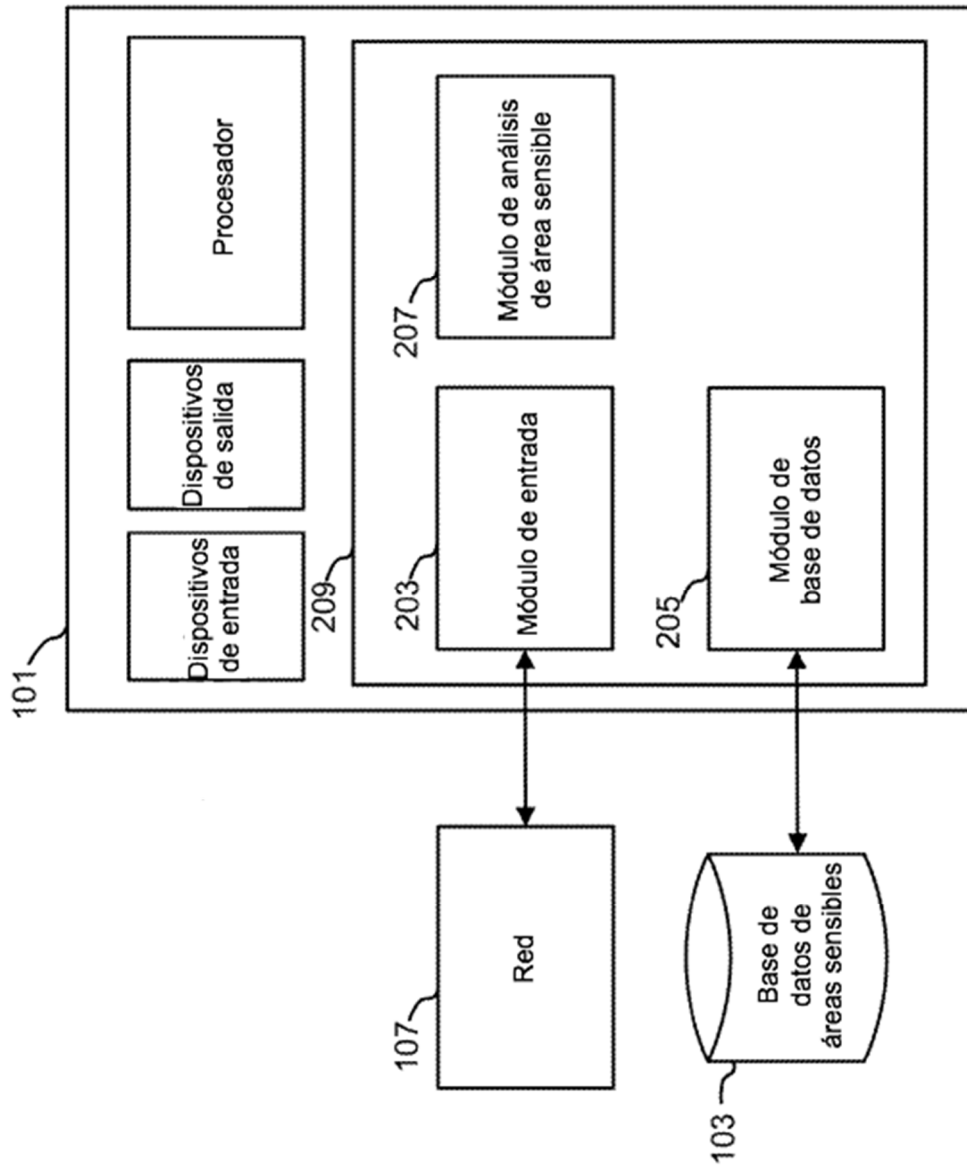 101
Dispositivos
de entrada
Dispositivos
de salida
Procesador
209
107
Red
203
Módulo de entrada
207
Módulo de análisis
de área sensible
103
Base de
datos de
áreas sensibles
205
Módulo de
base de datos